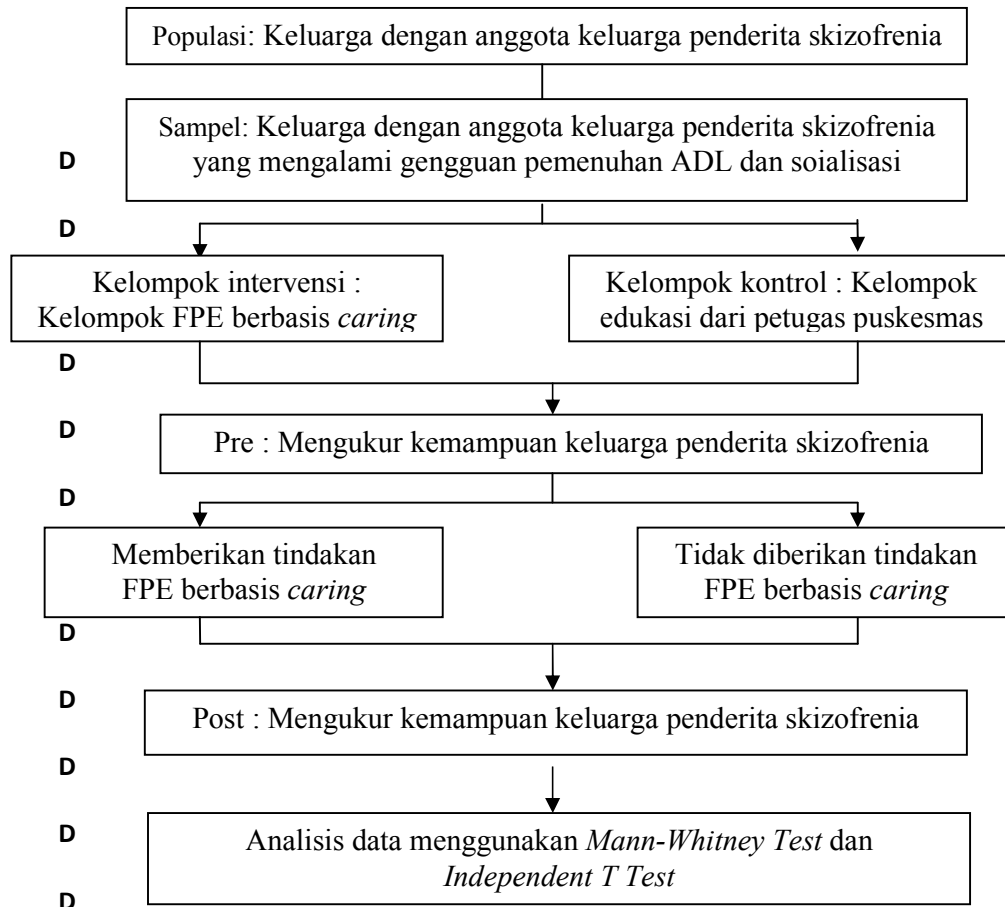 Populasi: Keluarga dengan anggota keluarga penderita skizofrenia
Sampel: Keluarga dengan anggota keluarga penderita skizofrenia
D
yang mengalami gengguan pemenuhan ADL dan soialisasi
D
Kelompok intervensi :
Kelompok FPE berbasis caring
Kelompok kontrol : Kelompok
edukasi dari petugas puskesmas
D
D
Pre : Mengukur kemampuan keluarga penderita skizofrenia
D
Memberikan tindakan
FPE berbasis caring
Tidak diberikan tindakan
FPE berbasis caring
D
D
Post : Mengukur kemampuan keluarga penderita skizofrenia
D
D
Analisis data menggunakan Mann-Whitney Test dan
Independent T Test
D